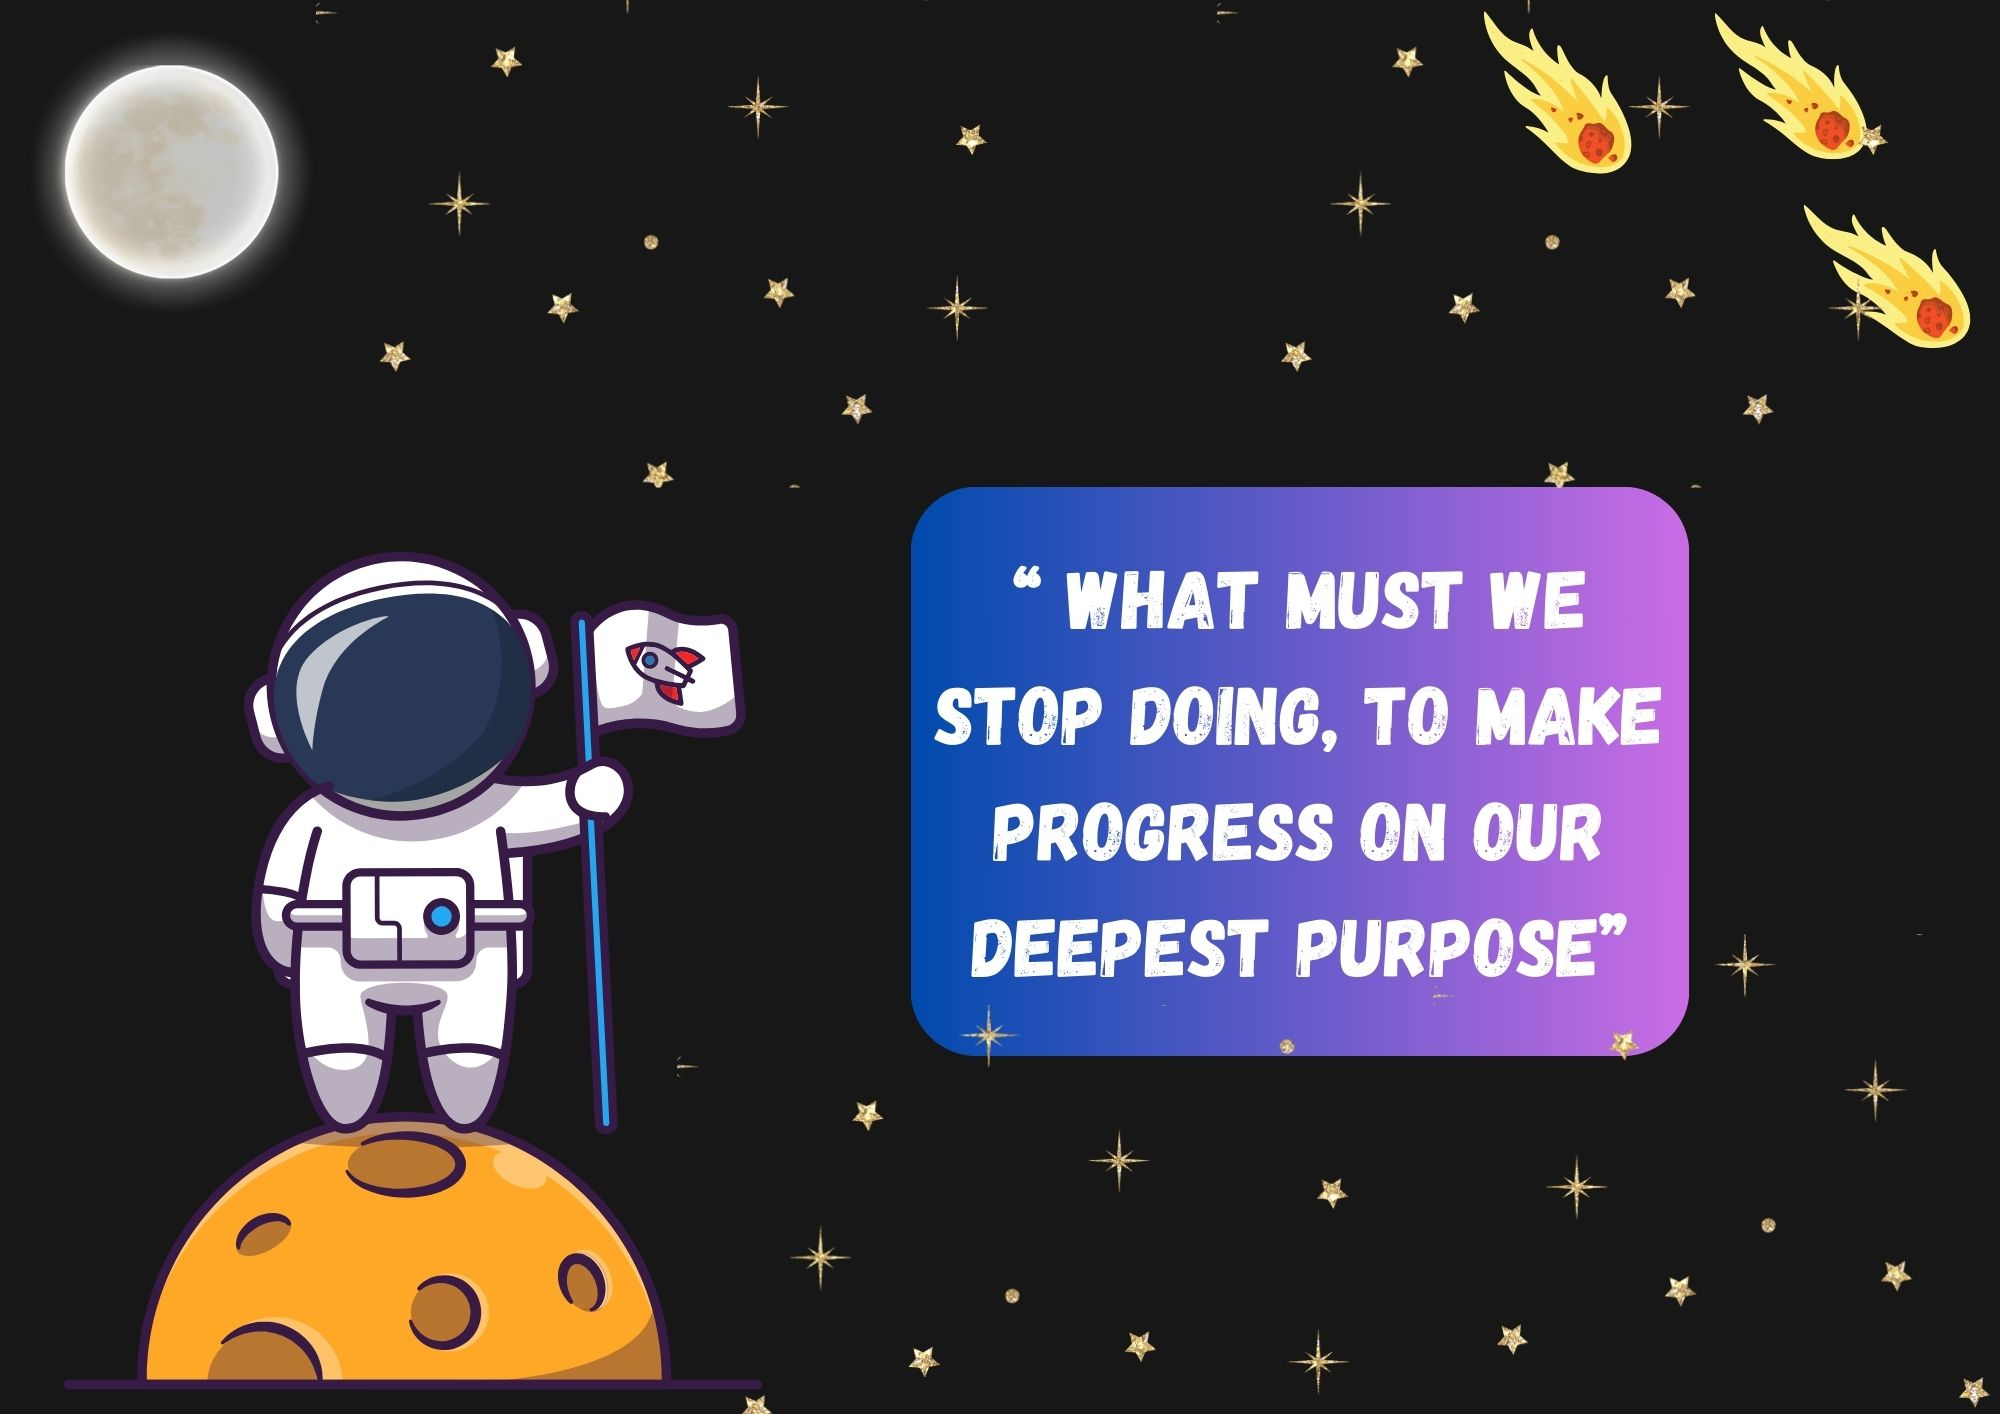 “ WHAT MUST WE
STOP DOING, TO MAKE
PROGRESS ON OUR
DEEPEST PURPOSE”